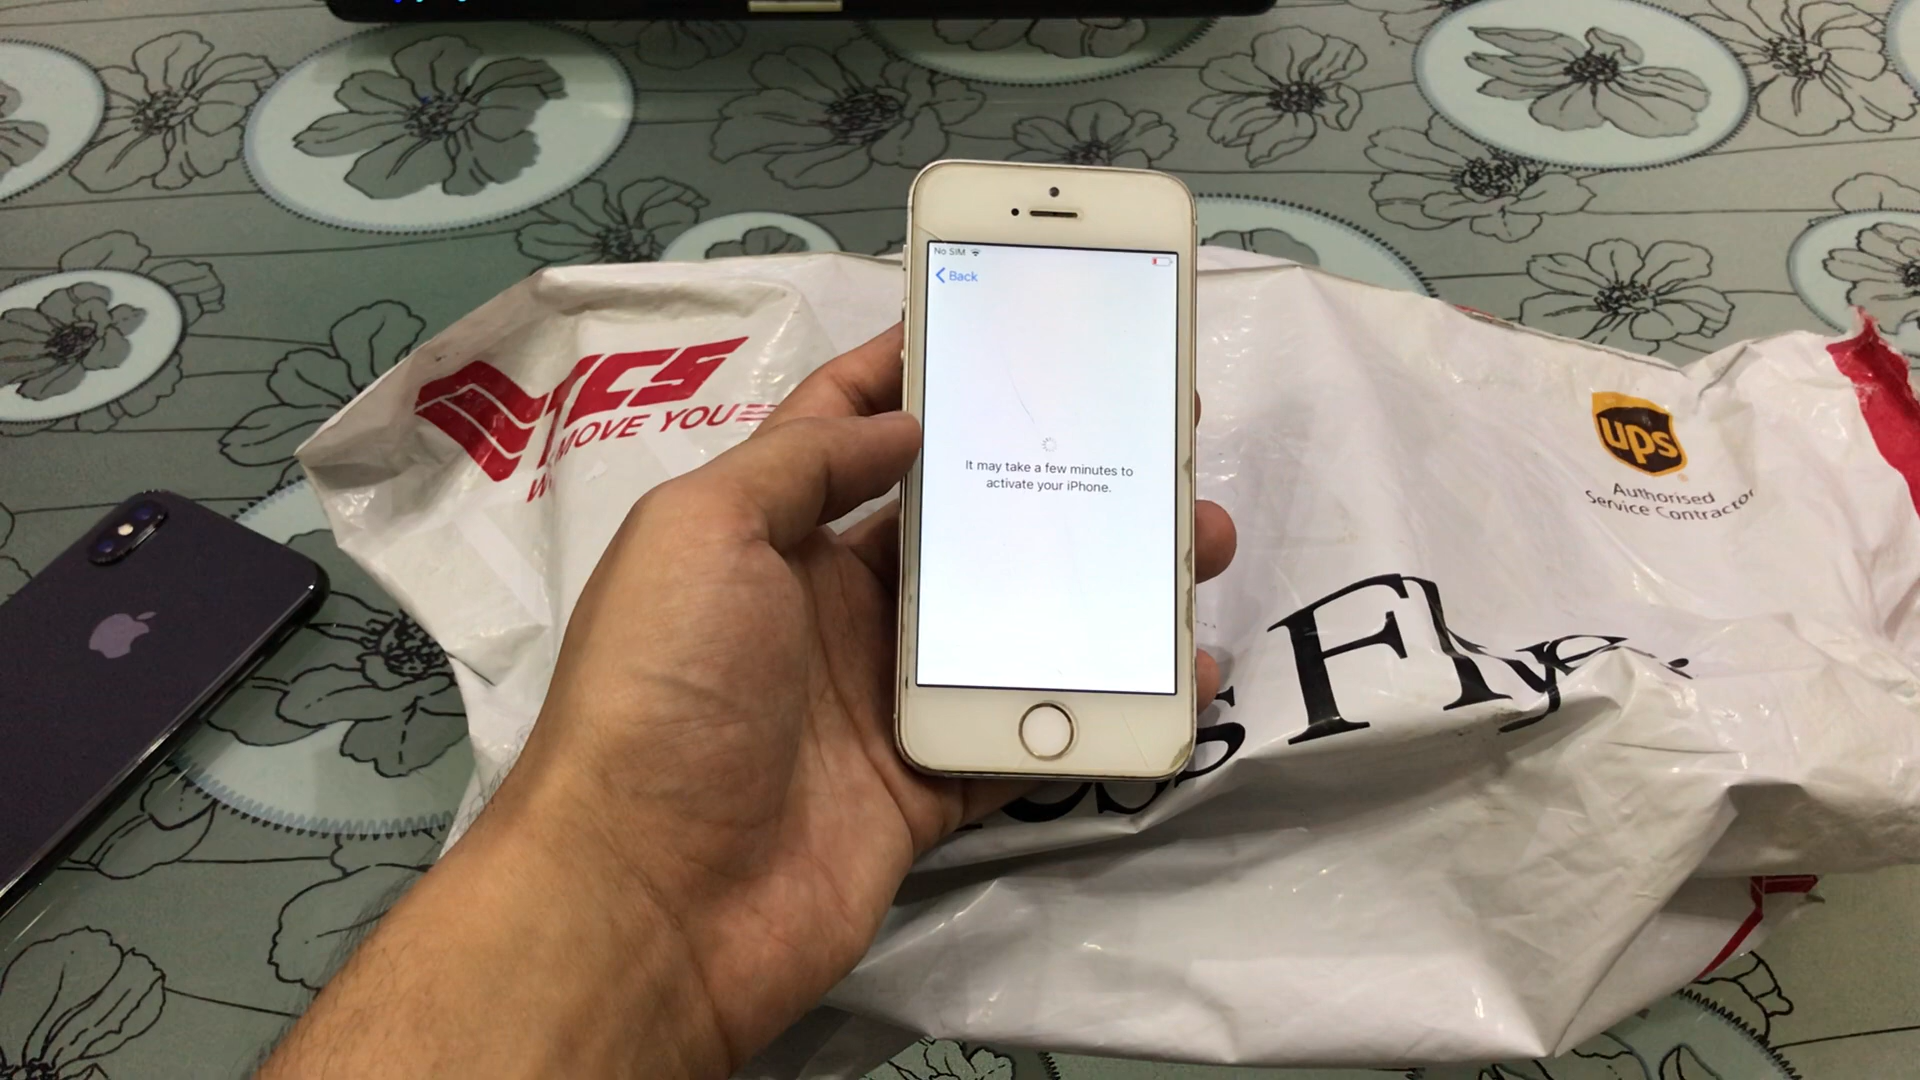 No SIM
Back
It may take a few minutes to
activate your iPhone.
TCS
MOVE YOU
ups
Authorised
Service Contractor
Flyer